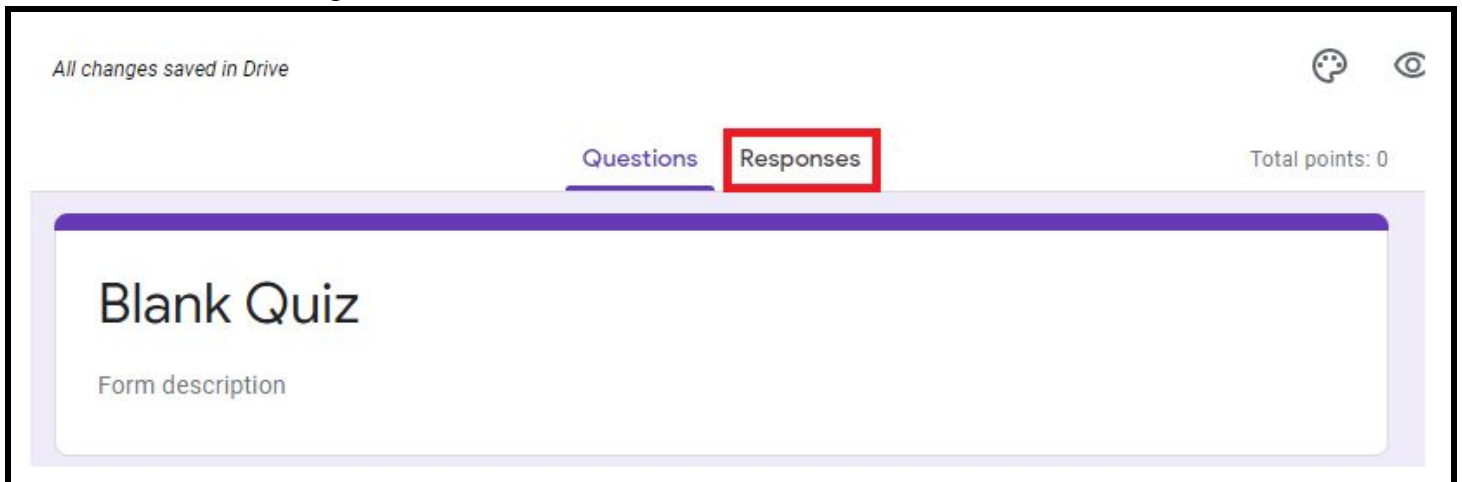 All changes saved in Drive
Questions Responses Total points: 0
Blank Quiz
Form description